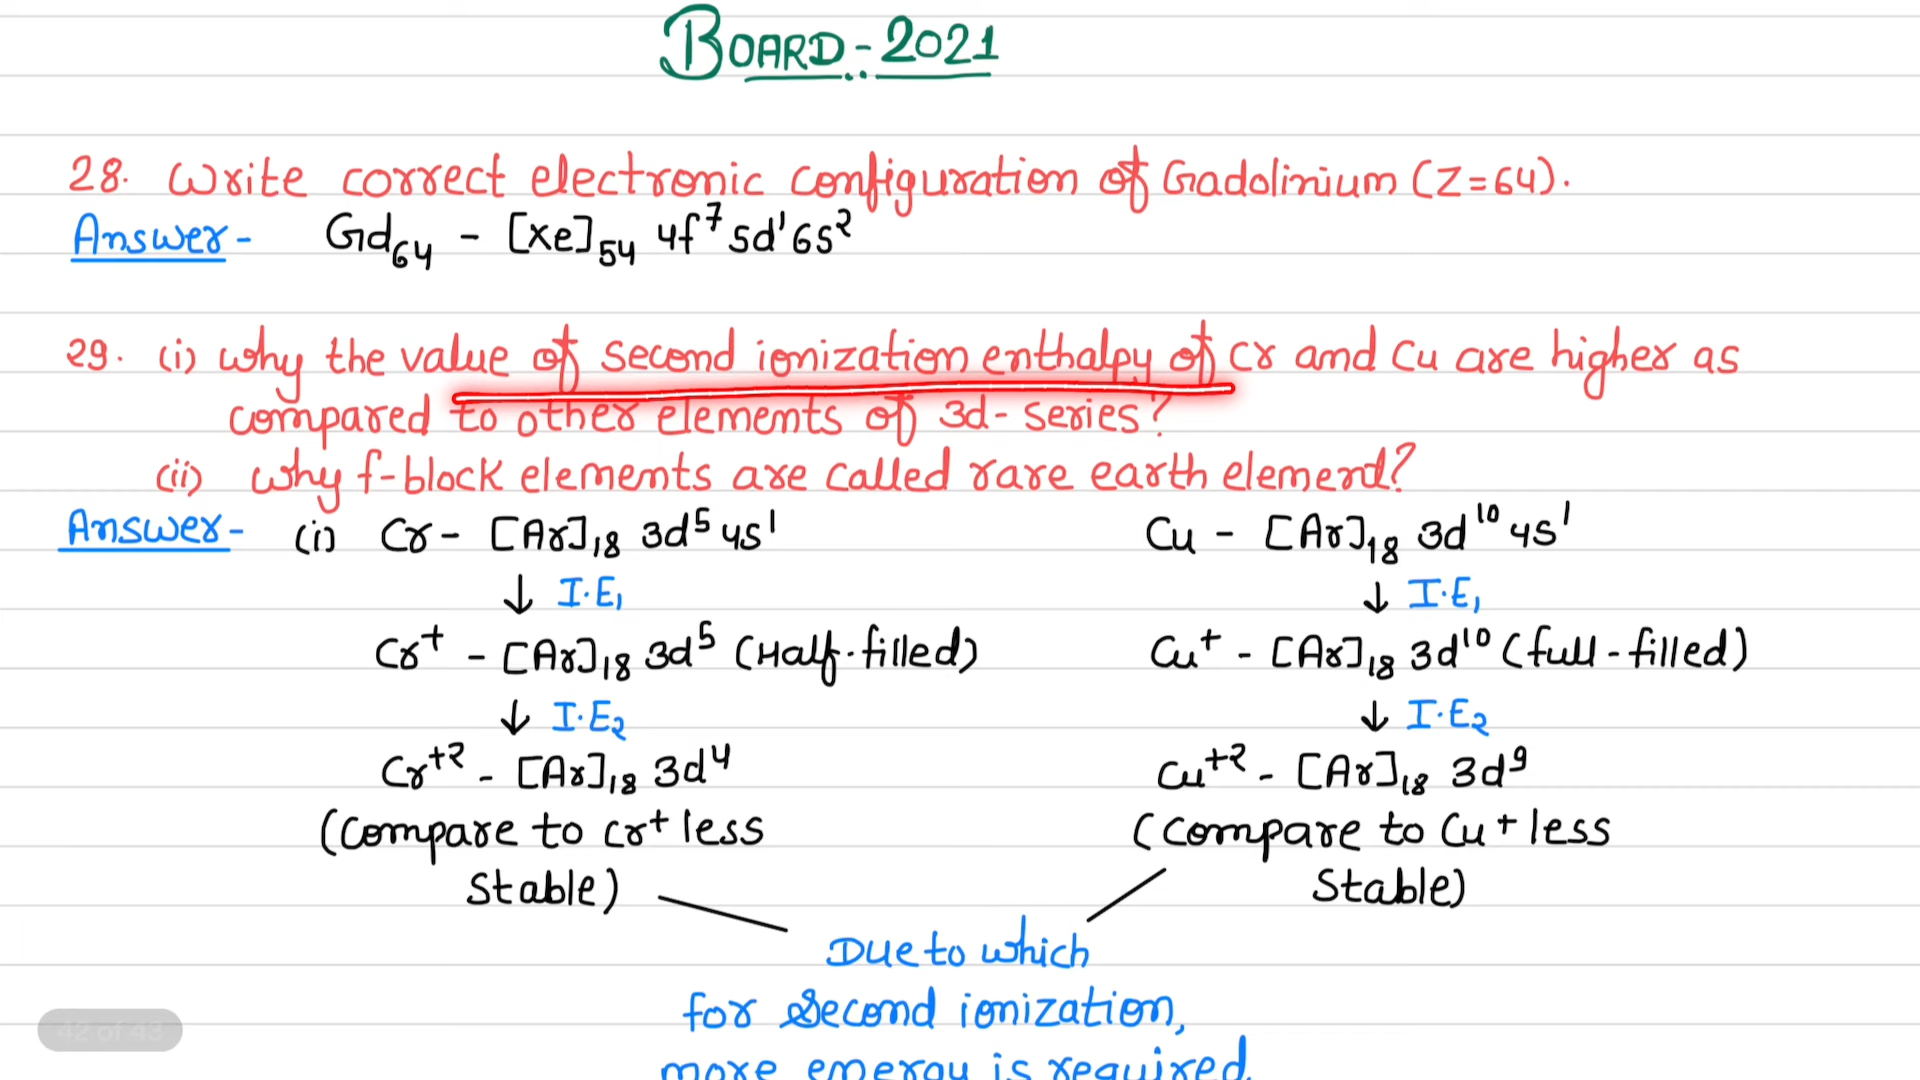 BOARD - 2021
28. Write correct electronic configuration of Gadolinium (Z=64).
Answer - Gd₆₄ - [Xe]₅₄ 4f⁷ 5d¹ 6s²
29. (i) why the value of second ionization enthalpy of Cr and Cu are higher as
compared to other elements of 3d- series?
(ii) why f-block elements are called rare earth element?
Answer - (i) Cr - [Ar]₁₈ 3d⁵ 4s¹ Cu - [Ar]₁₈ 3d¹⁰ 4s¹
↓ I.E₁ ↓ I.E₁
Cr⁺ - [Ar]₁₈ 3d⁵ (Half-filled) Cu⁺ - [Ar]₁₈ 3d¹⁰ (full-filled)
↓ I.E₂ ↓ I.E₂
Cr⁺² - [Ar]₁₈ 3d⁴ Cu⁺² - [Ar]₁₈ 3d⁹
(Compare to Cr⁺ less (Compare to Cu⁺ less
Stable) Stable)
Due to which
for Second ionization,
more energy is required.
42 of 43